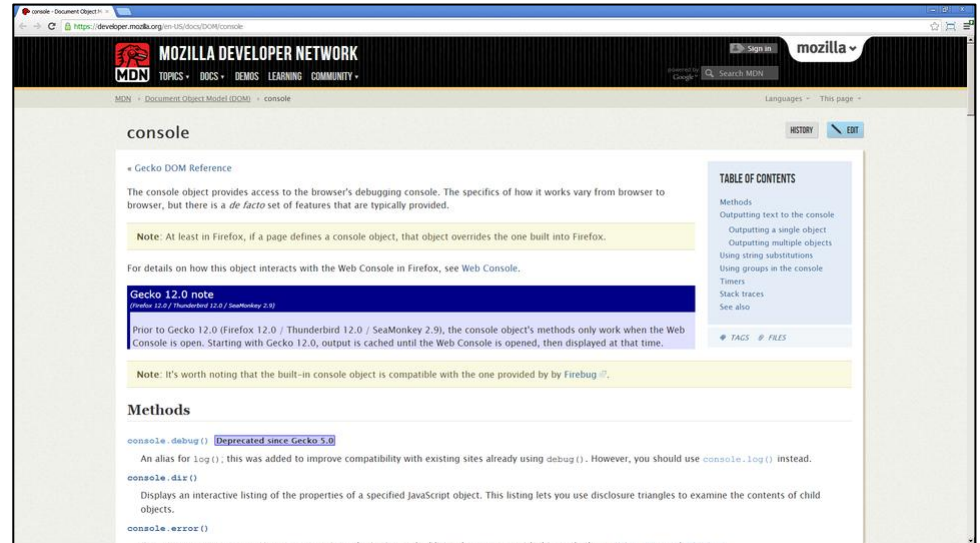 console - Document Object M
https://developer.mozilla.org/en-US/docs/DOM/console
MOZILLA DEVELOPER NETWORK
Sign in
mozilla
MDN
TOPICS DOCS DEMOS LEARNING COMMUNITY
powered by Google
Search MDN
MDN Document Object Model (DOM) console
Languages This page
console
HISTORY EDIT
« Gecko DOM Reference
The console object provides access to the browser's debugging console. The specifics of how it works vary from browser to
browser, but there is a de facto set of features that are typically provided.
Note: At least in Firefox, if a page defines a console object, that object overrides the one built into Firefox.
For details on how this object interacts with the Web Console in Firefox, see Web Console.
Gecko 12.0 note
(Firefox 12.0 / Thunderbird 12.0 / SeaMonkey 2.9)
Prior to Gecko 12.0 (Firefox 12.0 / Thunderbird 12.0 / SeaMonkey 2.9), the console object's methods only work when the Web
Console is open. Starting with Gecko 12.0, output is cached until the Web Console is opened, then displayed at that time.
Note: It's worth noting that the built-in console object is compatible with the one provided by by Firebug.
TABLE OF CONTENTS
Methods
Outputting text to the console
Outputting a single object
Outputting multiple objects
Using string substitutions
Using groups in the console
Timers
Stack traces
See also
TAGS FILES
Methods
console.debug() Deprecated since Gecko 5.0
An alias for log(); this was added to improve compatibility with existing sites already using debug(). However, you should use console.log() instead.
console.dir()
Displays an interactive listing of the properties of a specified JavaScript object. This listing lets you use disclosure triangles to examine the contents of child
objects.
console.error()